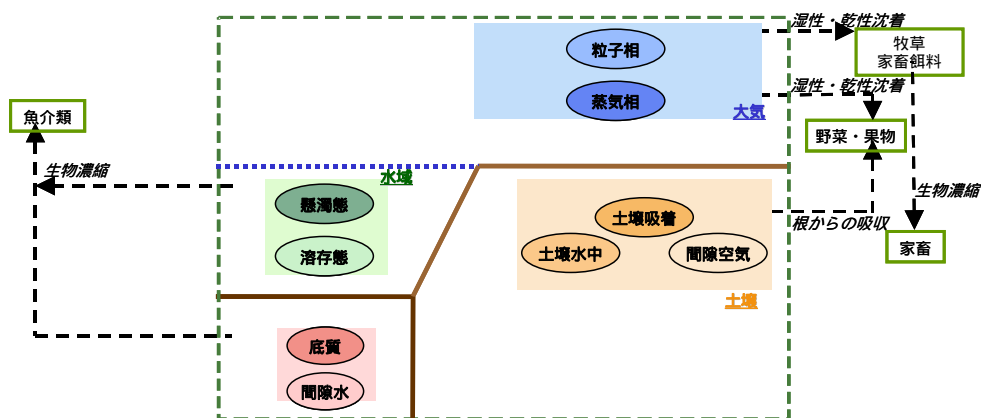 湿性・乾性沈着
粒子相
牧草
家畜餌料
蒸気相
湿性・乾性沈着
大気
魚介類
野菜・果物
生物濃縮
水域
生物濃縮
懸濁態
土壌吸着
根からの吸収
溶存態
土壌水中
間隙空気
家畜
土壌
底質
間隙水